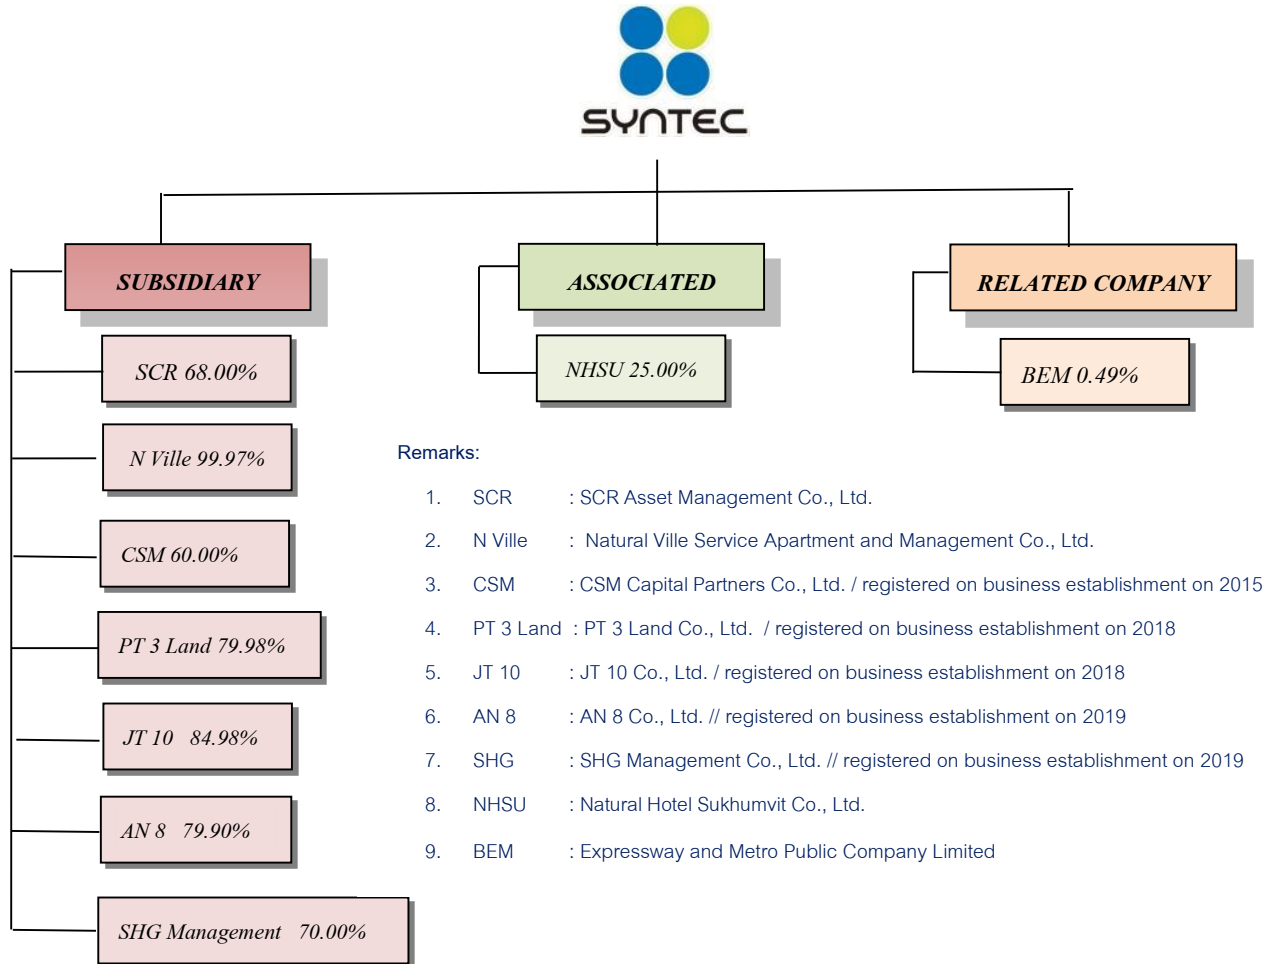 SYNTEC
SUBSIDIARY
SCR 68.00%
N Ville 99.97%
CSM 60.00%
PT 3 Land 79.98%
JT 10 84.98%
AN 8 79.90%
SHG Management 70.00%
ASSOCIATED
NHSU 25.00%
RELATED COMPANY
BEM 0.49%
Remarks:
1. SCR : SCR Asset Management Co., Ltd.
2. N Ville : Natural Ville Service Apartment and Management Co., Ltd.
3. CSM : CSM Capital Partners Co., Ltd. / registered on business establishment on 2015
4. PT 3 Land : PT 3 Land Co., Ltd. / registered on business establishment on 2018
5. JT 10 : JT 10 Co., Ltd. / registered on business establishment on 2018
6. AN 8 : AN 8 Co., Ltd. // registered on business establishment on 2019
7. SHG : SHG Management Co., Ltd. // registered on business establishment on 2019
8. NHSU : Natural Hotel Sukhumvit Co., Ltd.
9. BEM : Expressway and Metro Public Company Limited